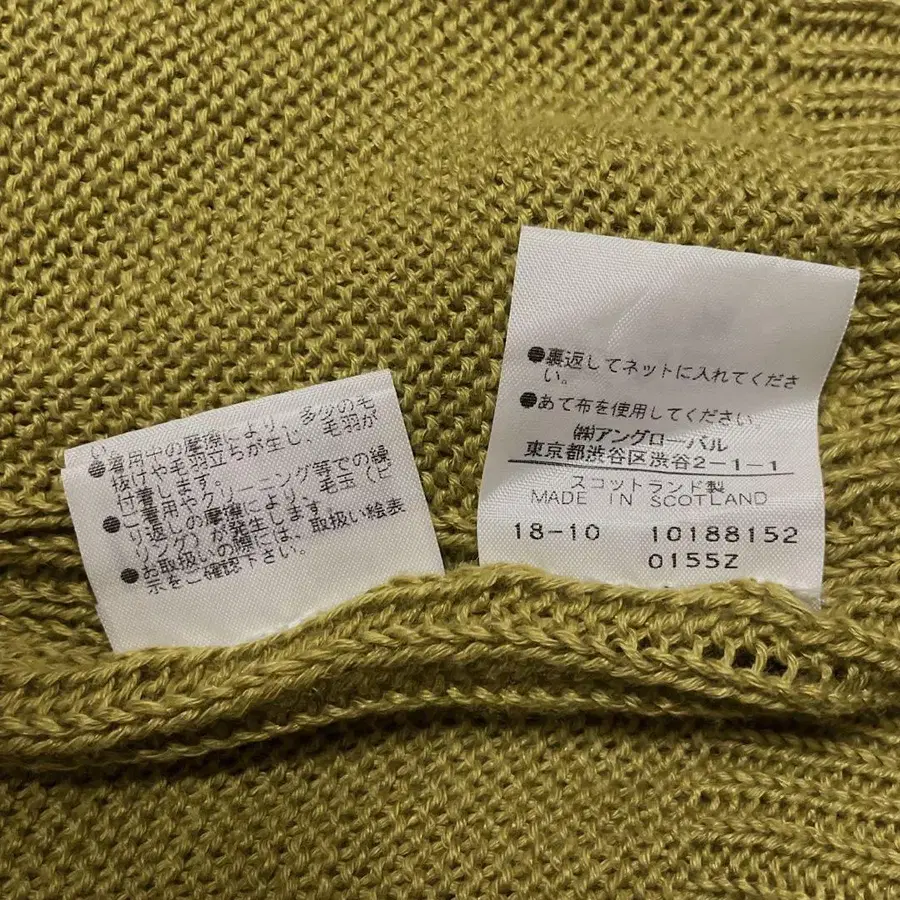 ●着用中の摩擦により、多少の毛
抜けや毛羽立ちが生じ、毛羽が
付着します。
●ご着用やクリーニング等での繰
り返しの摩擦により、毛玉（ピ
リング）が発生します。
●お取扱いの際には、取扱い絵表
示をご確認下さい。
●裏返してネットに入れてくださ
い。
●あて布を使用してください
㈱アングローバル
東京都渋谷区渋谷2-1-1
スコットランド製
MADE IN SCOTLAND
18-10 10188152
0155Z